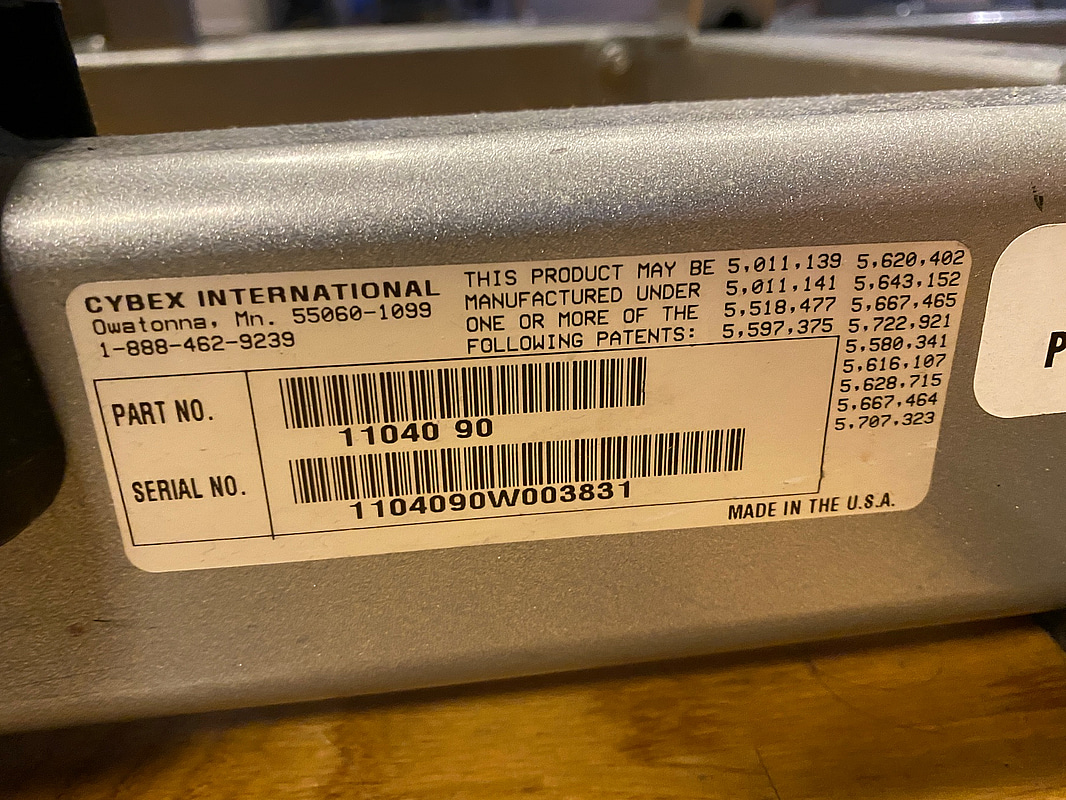 CYBEX INTERNATIONAL
Owatonna, Mn. 55060-1099
1-888-462-9239
THIS PRODUCT MAY BE
MANUFACTURED UNDER
ONE OR MORE OF THE
FOLLOWING PATENTS:
5,011,139 5,620,402
5,011,141 5,643,152
5,518,477 5,667,465
5,597,375 5,722,921
5,580,341
5,616,107
5,628,715
5,667,464
5,707,323
PART NO.
11040 90
SERIAL NO.
1104090W003831
MADE IN THE U.S.A.
P